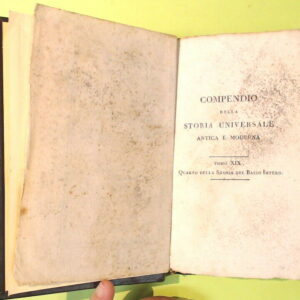 COMPENDIO
DELLA
STORIA UNIVERSALE
ANTICA E MODERNA
TOMO XIX.
QUARTO DELLA STORIA DEL BASSO IMPERO.